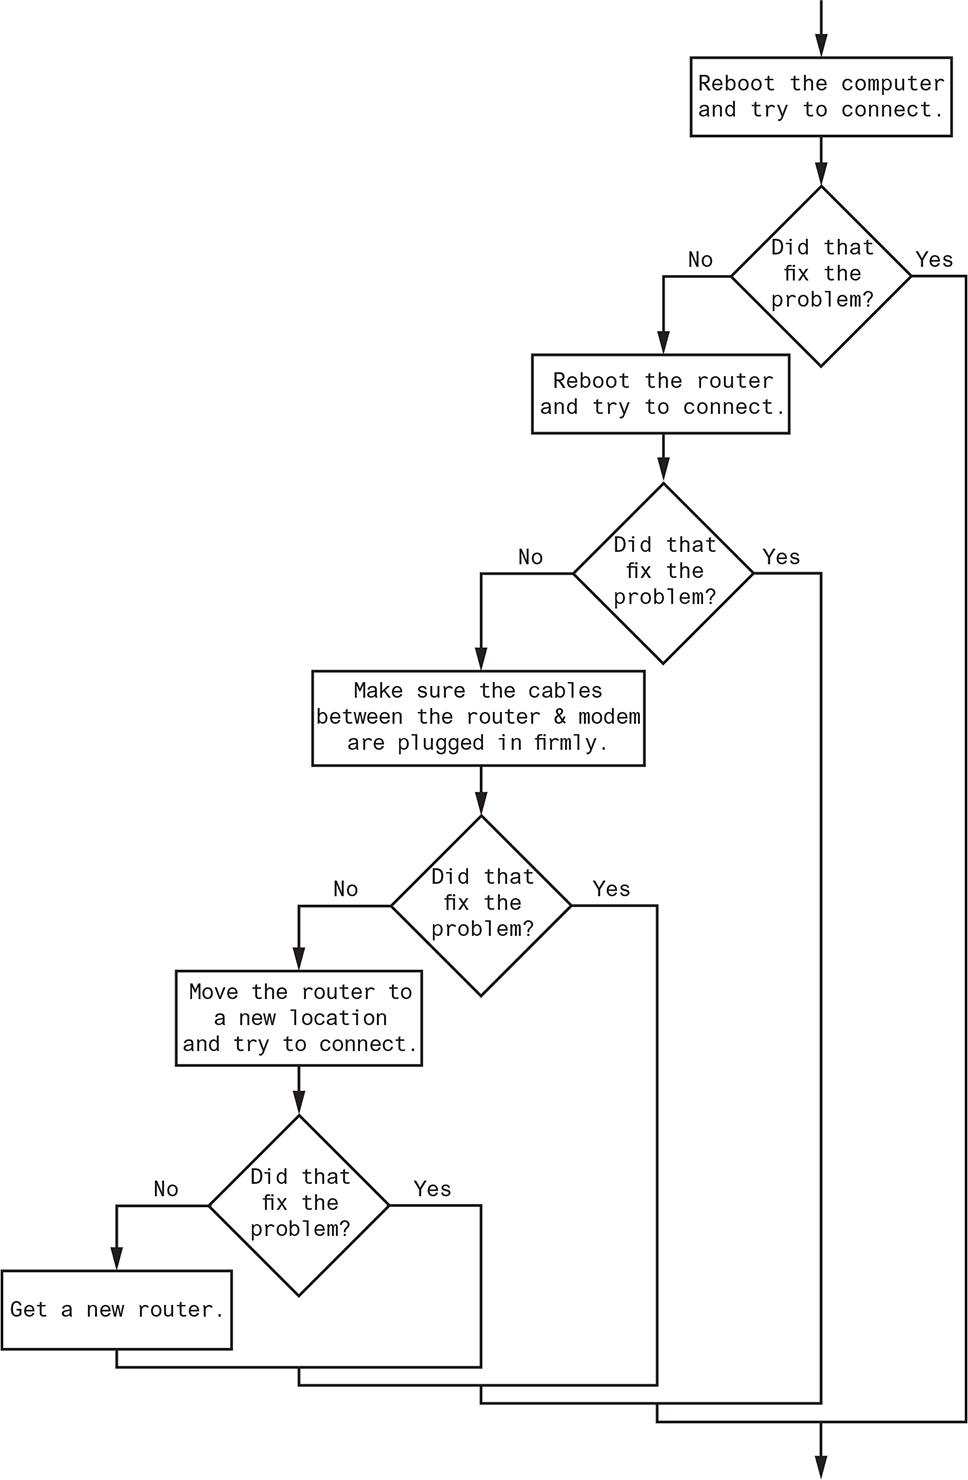 Reboot the computer
and try to connect.
Did that
fix the
problem?
No
Yes
Reboot the router
and try to connect.
Did that
fix the
problem?
No
Yes
Make sure the cables
between the router & modem
are plugged in firmly.
Did that
fix the
problem?
No
Yes
Move the router to
a new location
and try to connect.
Did that
fix the
problem?
No
Yes
Get a new router.